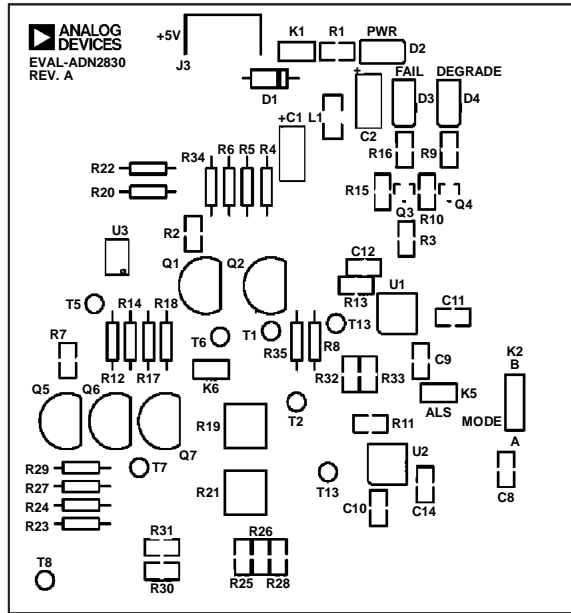 ANALOG
DEVICES
EVAL-ADN2830
REV. A
+5V
J3
K1
R1
PWR
D2
D1
+
FAIL
DEGRADE
D3
D4
+C1
L1
C2
R34
R6
R5
R4
R16
R9
R22
R20
R15
Q3
R10
Q4
U3
R2
R3
Q1
Q2
C12
R13
U1
C11
T5
R14
R18
T6
T1
T13
R7
R12
R17
K6
R35
R8
R32
R33
C9
K2
B
K5
ALS
MODE
A
Q5
Q6
Q7
R19
T2
R11
U2
R29
R27
R24
R23
T7
R21
T13
C10
C14
C8
R31
R30
R26
R25
R28
T8